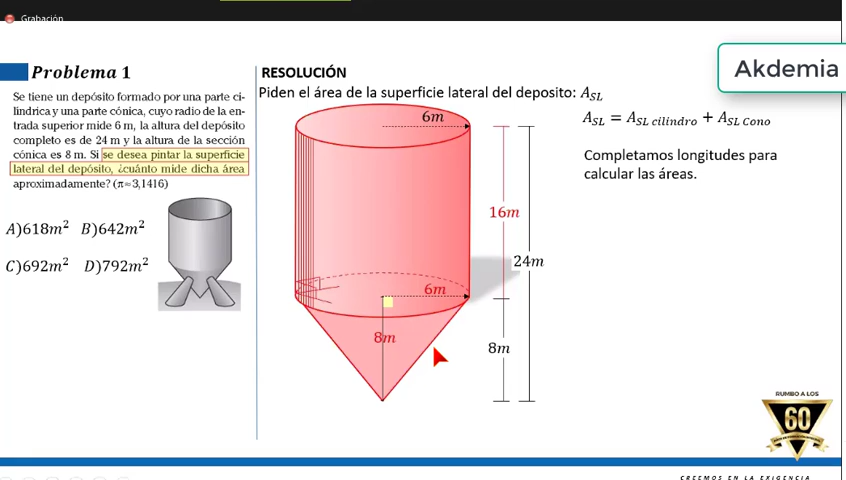 Grabación
Problema 1
Se tiene un depósito formado por una parte ci-
líndrica y una parte cónica, cuyo radio de la en-
trada superior mide 6 m, la altura del depósito
completo es de 24 m y la altura de la sección
cónica es 8 m. Si se desea pintar la superficie
lateral del depósito, ¿cuánto mide dicha área
aproximadamente? (π≈3,1416)
A)618m² B)642m²
C)692m² D)792m²
RESOLUCIÓN
Piden el área de la superficie lateral del deposito: A_SL
6m
16m
24m
6m
8m
8m
Akdemia
A_SL = A_SL cilindro + A_SL Cono
Completamos longitudes para
calcular las áreas.
RUMBO A LOS
60
CREEMOS EN LA EXIGENCIA